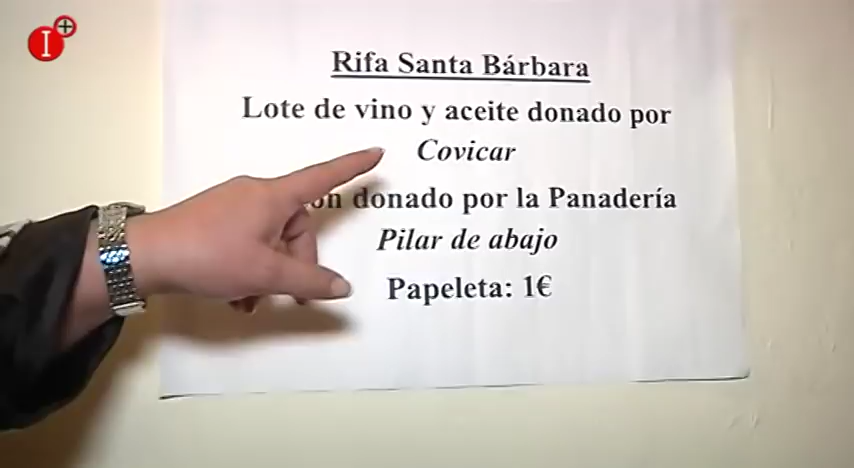 I+
Rifa Santa Bárbara
Lote de vino y aceite donado por
Covicar
donado por la Panadería
Pilar de abajo
Papeleta: 1€